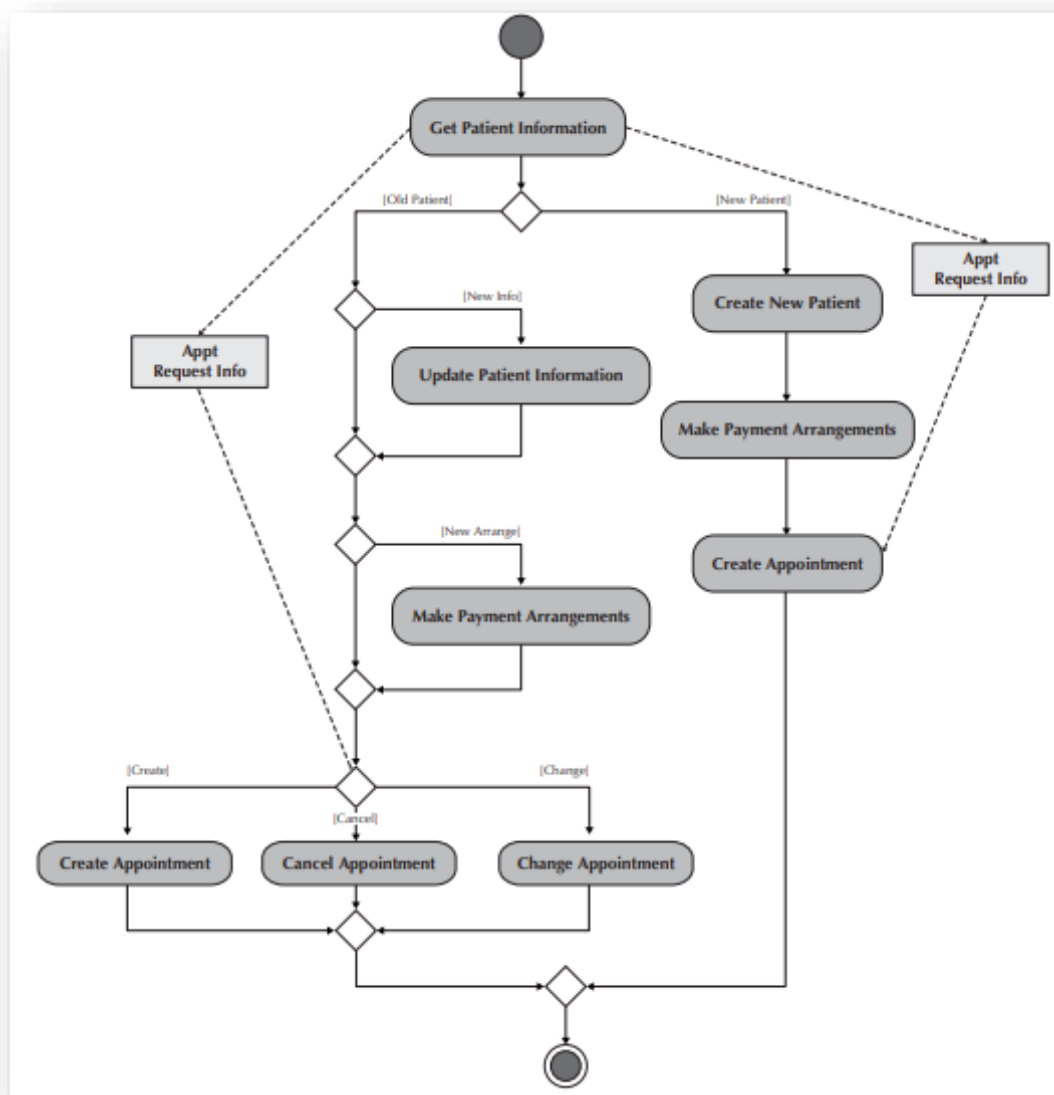 Get Patient Information
[Old Patient]
[New Patient]
Appt
Request Info
[New Info]
Create New Patient
Appt
Request Info
Update Patient Information
Make Payment Arrangements
[New Arrange]
Create Appointment
Make Payment Arrangements
[Create]
[Change]
[Cancel]
Create Appointment
Cancel Appointment
Change Appointment